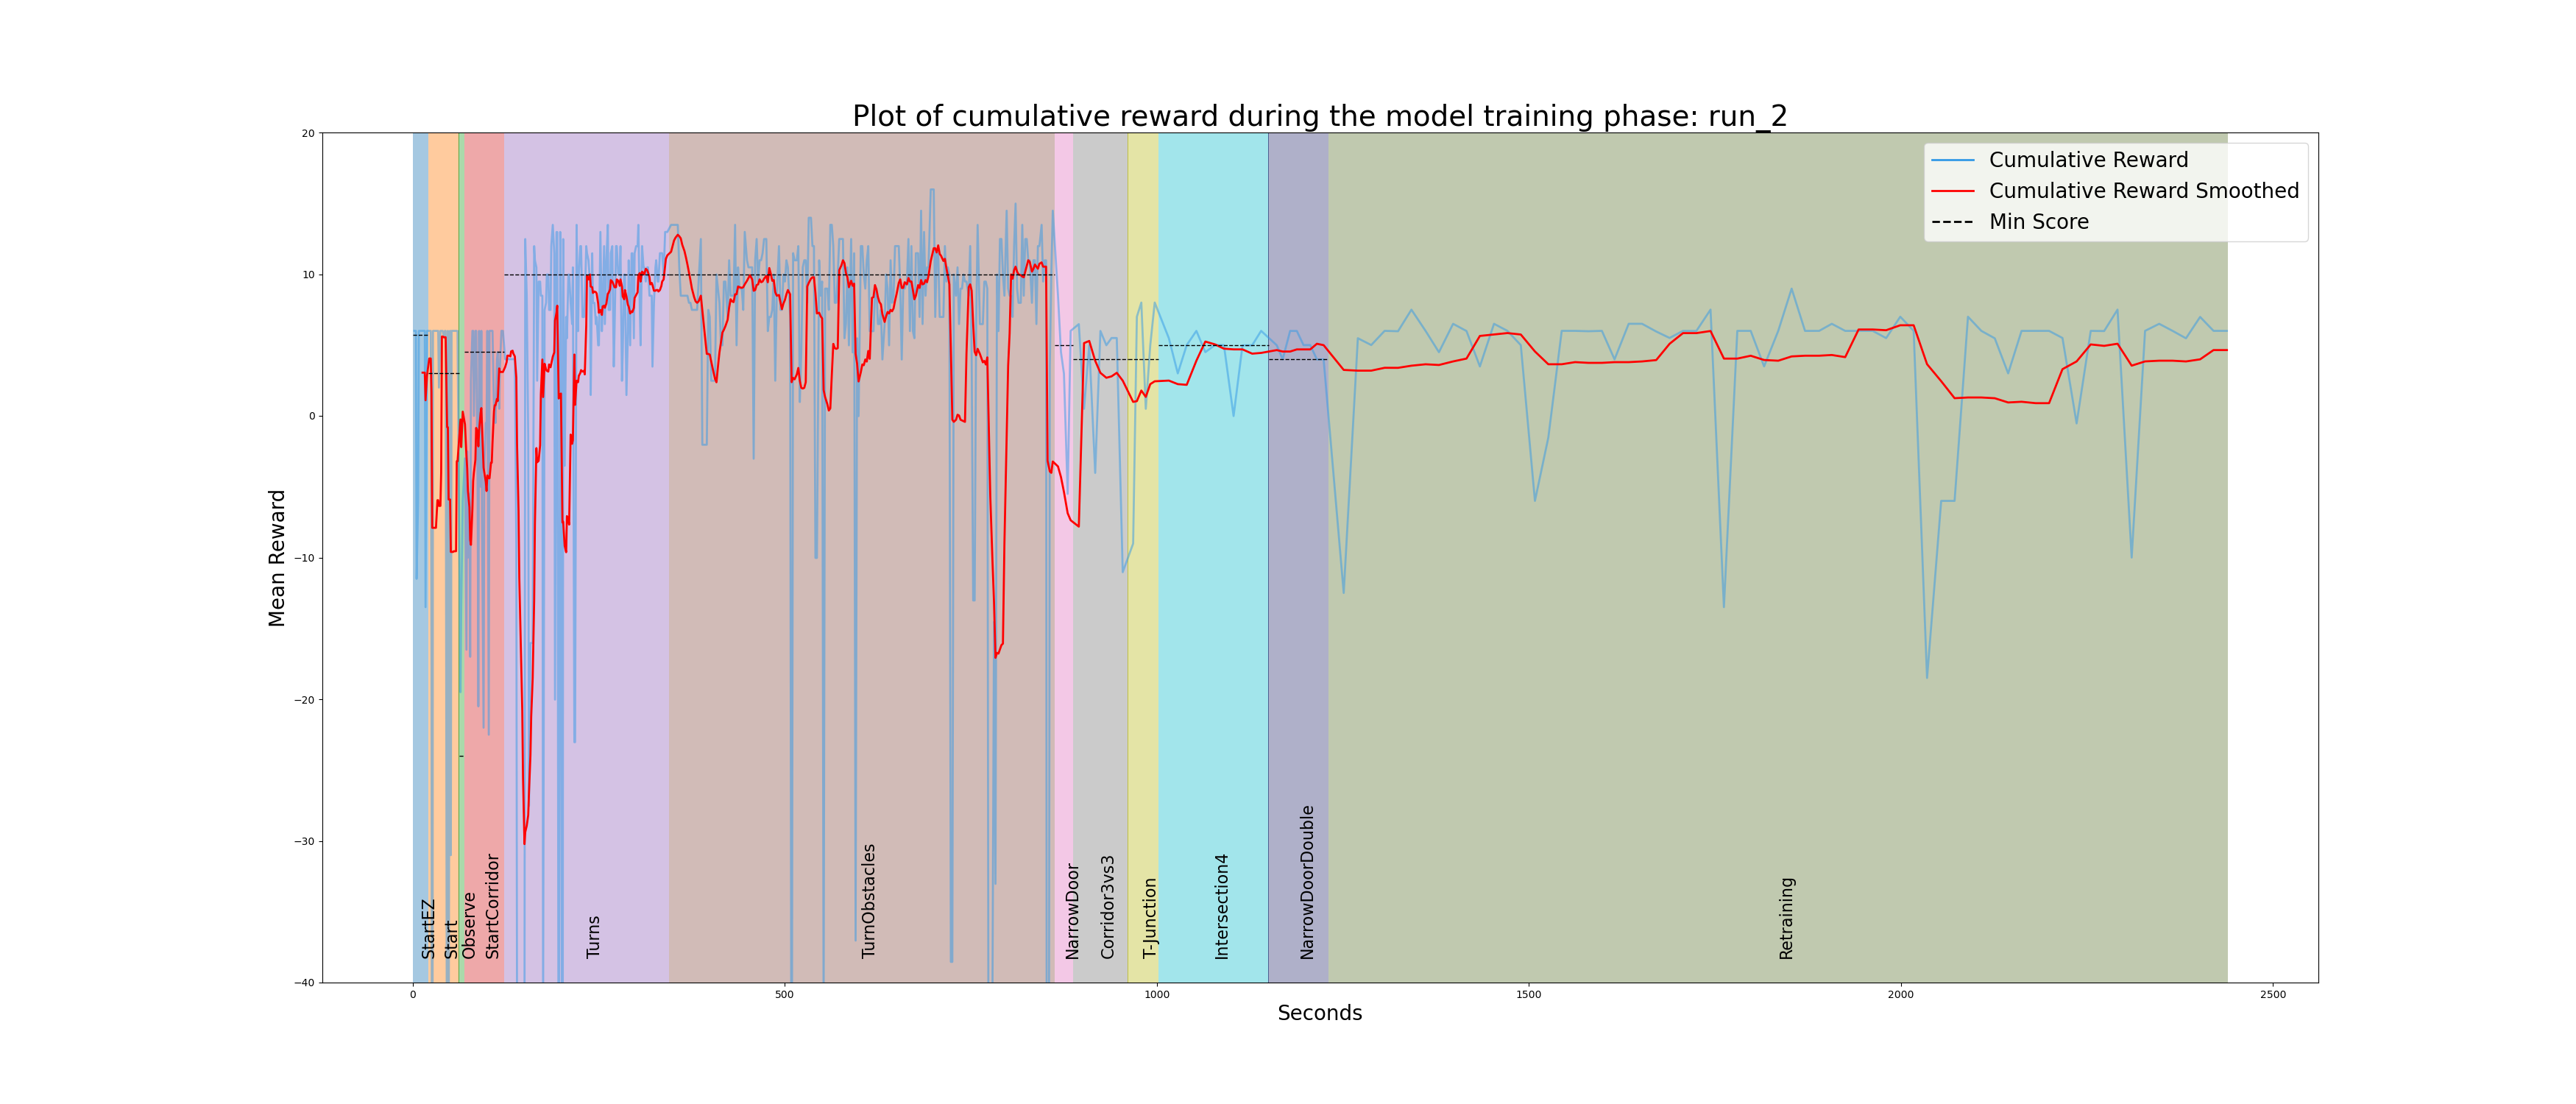 Plot of cumulative reward during the model training phase: run_2
Cumulative Reward
Cumulative Reward Smoothed
Min Score
Mean Reward
20
10
0
−10
−20
−30
−40
StartEZ
Start
Observe
StartCorridor
Turns
TurnObstacles
NarrowDoor
Corridor3vs3
T-Junction
Intersection4
NarrowDoorDouble
Retraining
0
500
1000
1500
2000
2500
Seconds